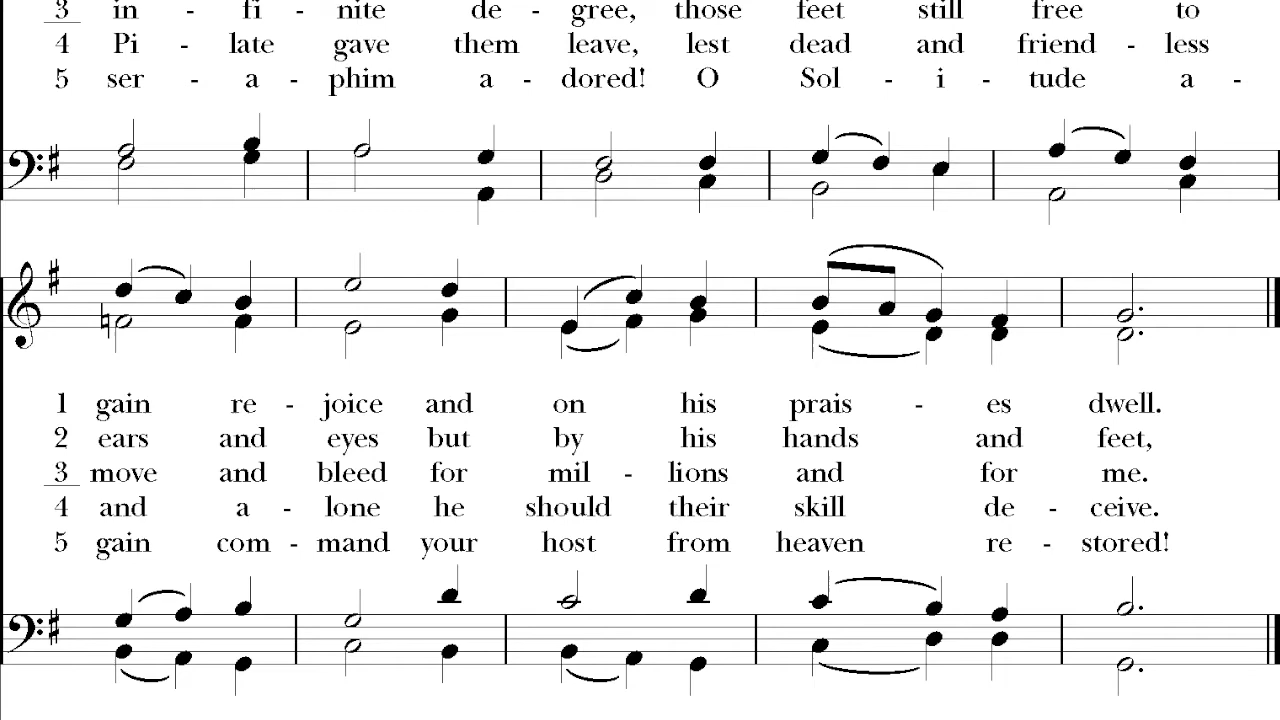 3 in - fi - nite de - gree, those feet still free to
4 Pi - late gave them leave, lest dead and friend - less
5 ser - a - phim a - dored! O Sol - i - tude a -
1 gain re - joice and on his prais - es dwell.
2 ears and eyes but by his hands and feet,
3 move and bleed for mil - lions and for me.
4 and a - lone he should their skill de - ceive.
5 gain com - mand your host from heaven re - stored!